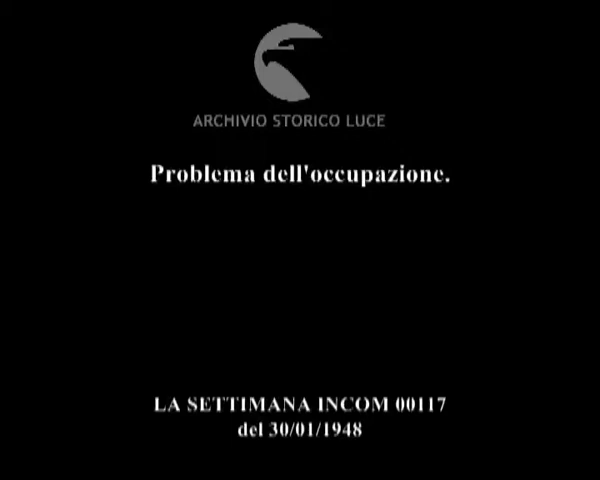 ARCHIVIO STORICO LUCE
Problema dell'occupazione.
LA SETTIMANA INCOM 00117
del 30/01/1948